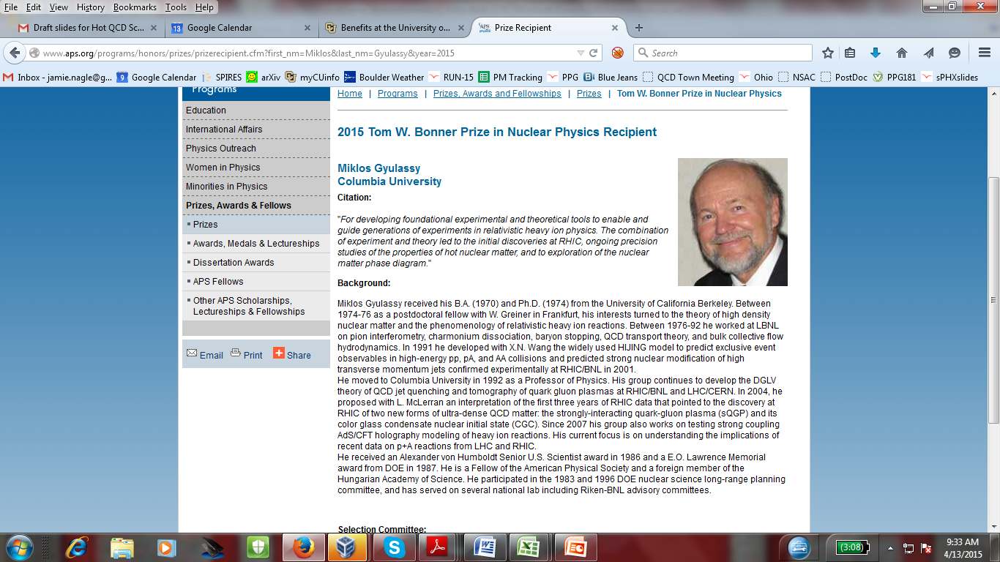 File Edit View History Bookmarks Tools Help
Draft slides for Hot QCD Sc...
13 Google Calendar
Benefits at the University o...
APS physics Prize Recipient
www.aps.org/programs/honors/prizes/prizerecipient.cfm?first_nm=Miklos&last_nm=Gyulassy&year=2015
Search
Inbox - jamie.nagle@g... 9 Google Calendar SPIRES arXiv myCUinfo Boulder Weather RUN-15 PM Tracking PPG Blue Jeans QCD Town Meeting Ohio NSAC PostDoc PPG181 sPHXslides
Programs
Education
International Affairs
Physics Outreach
Women in Physics
Minorities in Physics
Prizes, Awards & Fellows
Prizes
Awards, Medals & Lectureships
Dissertation Awards
APS Fellows
Other APS Scholarships,
Lectureships & Fellowships
Email Print Share
Home | Programs | Prizes, Awards and Fellowships | Prizes | Tom W. Bonner Prize in Nuclear Physics
2015 Tom W. Bonner Prize in Nuclear Physics Recipient
Miklos Gyulassy
Columbia University
Citation:
"For developing foundational experimental and theoretical tools to enable and
guide generations of experiments in relativistic heavy ion physics. The combination
of experiment and theory led to the initial discoveries at RHIC, ongoing precision
studies of the properties of hot nuclear matter, and to exploration of the nuclear
matter phase diagram."
Background:
Miklos Gyulassy received his B.A. (1970) and Ph.D. (1974) from the University of California Berkeley. Between
1974-76 as a postdoctoral fellow with W. Greiner in Frankfurt, his interests turned to the theory of high density
nuclear matter and the phenomenology of relativistic heavy ion reactions. Between 1976-92 he worked at LBNL
on pion interferometry, charmonium dissociation, baryon stopping, QCD transport theory, and bulk collective flow
hydrodynamics. In 1991 he developed with X.N. Wang the widely used HIJING model to predict exclusive event
observables in high-energy pp, pA, and AA collisions and predicted strong nuclear modification of high
transverse momentum jets confirmed experimentally at RHIC/BNL in 2001.
He moved to Columbia University in 1992 as a Professor of Physics. His group continues to develop the DGLV
theory of QCD jet quenching and tomography of quark gluon plasmas at RHIC/BNL and LHC/CERN. In 2004, he
proposed with L. McLerran an interpretation of the first three years of RHIC data that pointed to the discovery at
RHIC of two new forms of ultra-dense QCD matter: the strongly-interacting quark-gluon plasma (sQGP) and its
color glass condensate nuclear initial state (CGC). Since 2007 his group also works on testing strong coupling
AdS/CFT holography modeling of heavy ion reactions. His current focus is on understanding the implications of
recent data on p+A reactions from LHC and RHIC.
He received an Alexander von Humboldt Senior U.S. Scientist award in 1986 and a E.O. Lawrence Memorial
award from DOE in 1987. He is a Fellow of the American Physical Society and a foreign member of the
Hungarian Academy of Science. He participated in the 1983 and 1996 DOE nuclear science long-range planning
committee, and has served on several national lab including Riken-BNL advisory committees.
Selection Committee:
(3:08)
9:33 AM
4/13/2015